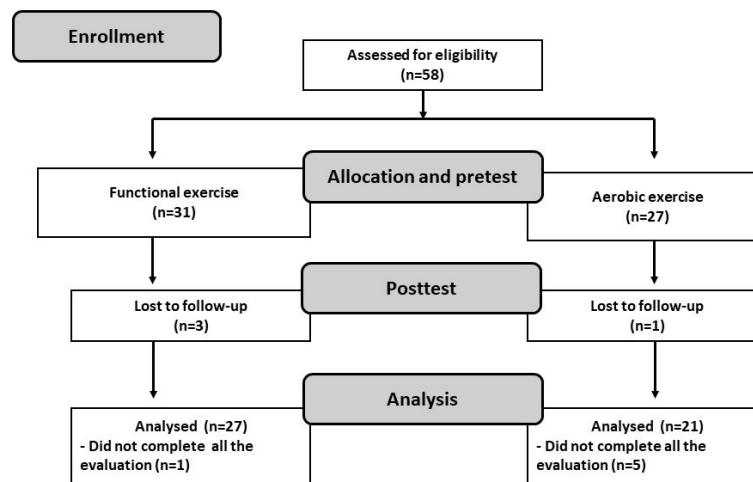 Enrollment
Assessed for eligibility
(n=58)
Allocation and pretest
Functional exercise
(n=31)
Aerobic exercise
(n=27)
Posttest
Lost to follow-up
(n=3)
Lost to follow-up
(n=1)
Analysis
Analysed (n=27)
- Did not complete all the
evaluation (n=1)
Analysed (n=21)
- Did not complete all the
evaluation (n=5)